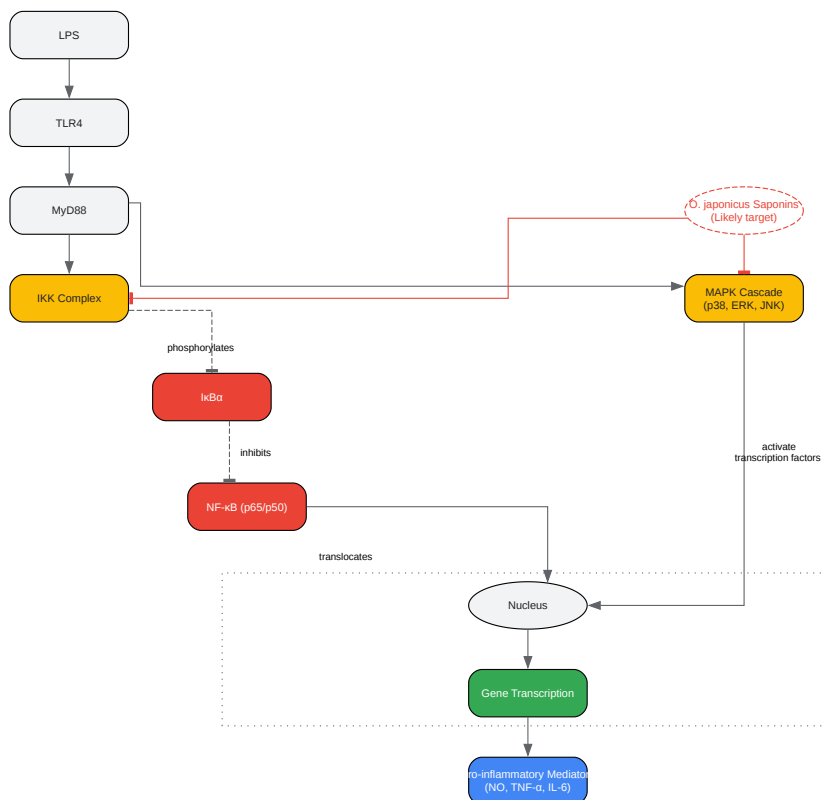 LPS
TLR4
MyD88
O. japonicus Saponins
(Likely target)
IKK Complex
MAPK Cascade
(p38, ERK, JNK)
phosphorylates
IκBα
activate
transcription factors
inhibits
NF-κB (p65/p50)
translocates
Nucleus
Gene Transcription
ro-inflammatory Mediator
(NO, TNF-α, IL-6)